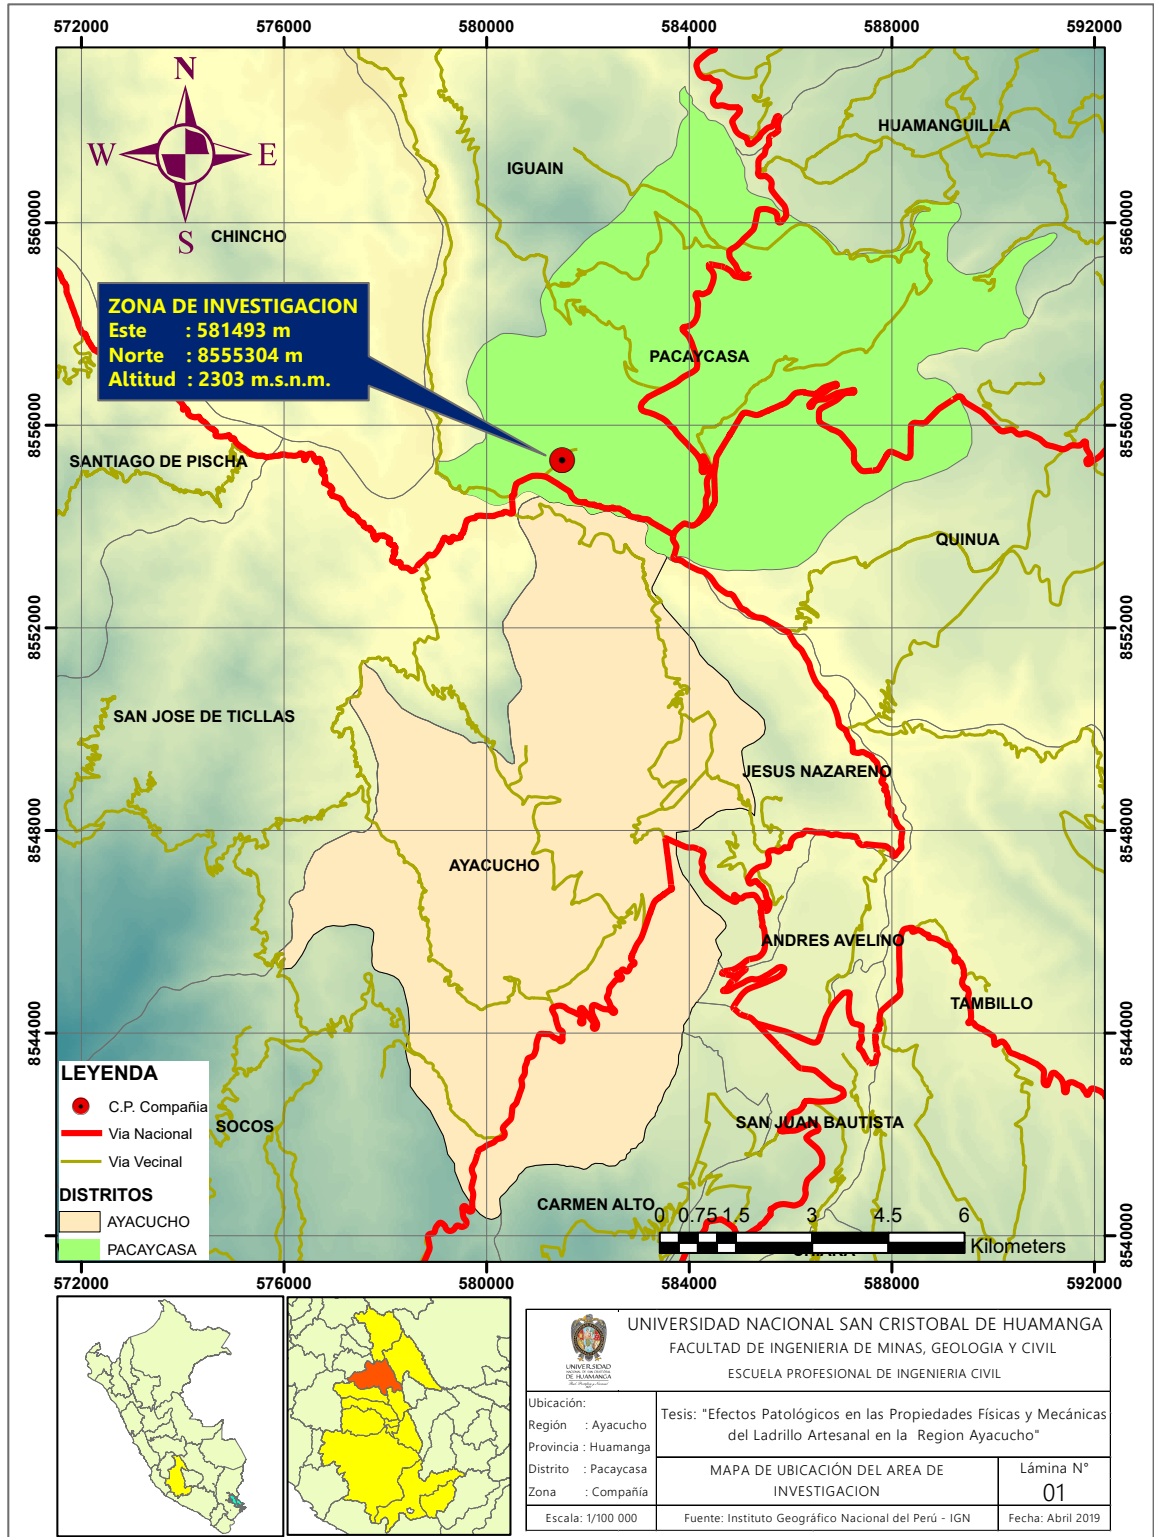 572000 576000 580000 584000 588000 592000
N
W E
S
8560000
8556000
8552000
8548000
8544000
8540000
8560000
8556000
8552000
8548000
8544000
8540000
HUAMANGUILLA
IGUAIN
CHINCHO
ZONA DE INVESTIGACION
Este : 581493 m
Norte : 8555304 m
Altitud : 2303 m.s.n.m.
PACAYCASA
SANTIAGO DE PISCHA
QUINUA
SAN JOSE DE TICLLAS
JESUS NAZARENO
AYACUCHO
ANDRES AVELINO
TAMBILLO
SOCOS
SAN JUAN BAUTISTA
CARMEN ALTO
CHIARA
LEYENDA
C.P. Compañia
Via Nacional
Via Vecinal
DISTRITOS
AYACUCHO
PACAYCASA
0 0.75 1.5 3 4.5 6
Kilometers
572000 576000 580000 584000 588000 592000
UNIVERSIDAD
DE HUAMANGA
UNIVERSIDAD NACIONAL SAN CRISTOBAL DE HUAMANGA
FACULTAD DE INGENIERIA DE MINAS, GEOLOGIA Y CIVIL
ESCUELA PROFESIONAL DE INGENIERIA CIVIL
Ubicación:
Región : Ayacucho
Provincia : Huamanga
Distrito : Pacaycasa
Zona : Compañía
Tesis: "Efectos Patológicos en las Propiedades Físicas y Mecánicas
del Ladrillo Artesanal en la Region Ayacucho"
MAPA DE UBICACIÓN DEL AREA DE
INVESTIGACION
Lámina N°
01
Escala: 1/100 000
Fuente: Instituto Geográfico Nacional del Perú - IGN
Fecha: Abril 2019